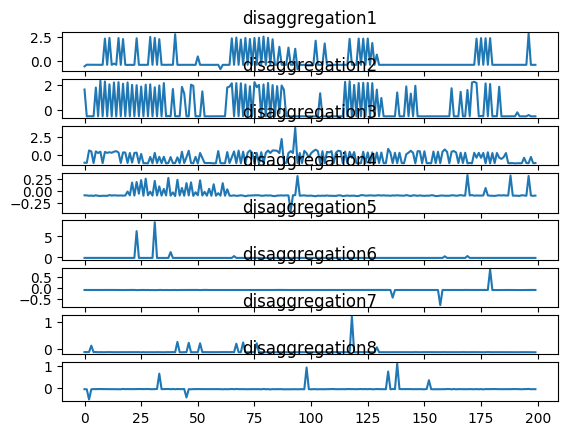 disaggregation1
2.5
0.0
disaggregation2
2
0
disaggregation3
2.5
0.0
disaggregation4
0.25
0.00
−0.25
disaggregation5
5
0
disaggregation6
0.5
0.0
−0.5
disaggregation7
1
0
disaggregation8
1
0
0 25 50 75 100 125 150 175 200